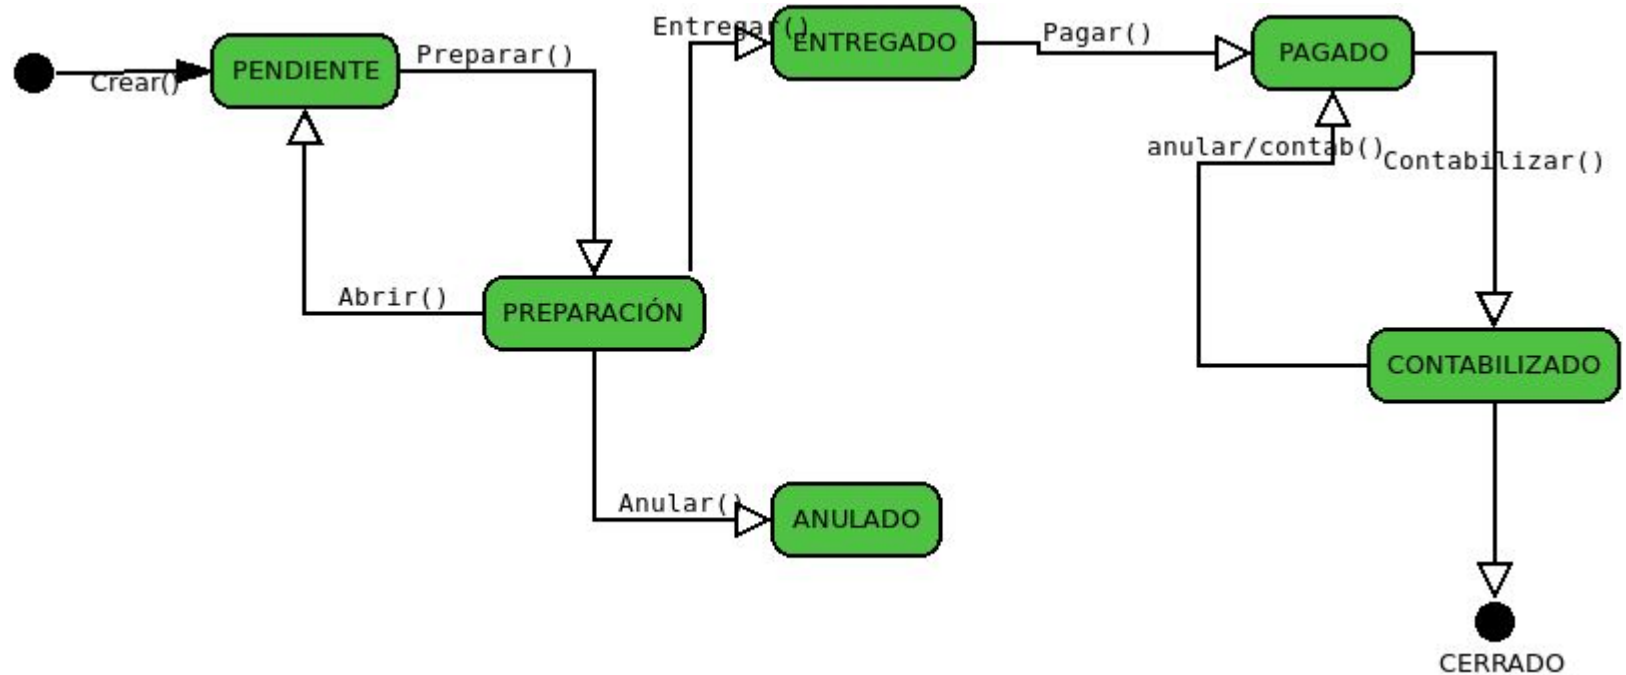 Crear()
PENDIENTE
Preparar()
Entregar()
ENTREGADO
Pagar()
PAGADO
anular/contab()
Contabilizar()
Abrir()
PREPARACIÓN
CONTABILIZADO
Anular()
ANULADO
CERRADO